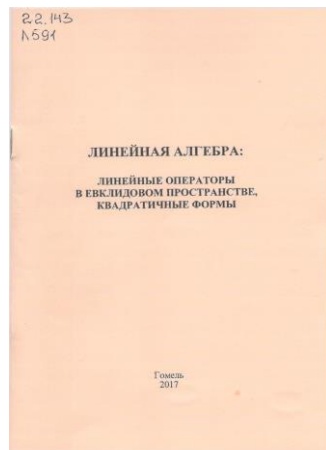 22.143
Л591
ЛИНЕЙНАЯ АЛГЕБРА:
ЛИНЕЙНЫЕ ОПЕРАТОРЫ
В ЕВКЛИДОВОМ ПРОСТРАНСТВЕ,
КВАДРАТИЧНЫЕ ФОРМЫ
Гомель
2017